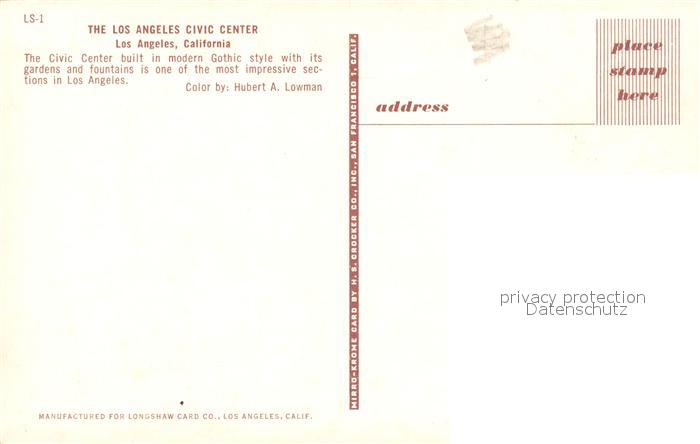 LS-1
THE LOS ANGELES CIVIC CENTER
Los Angeles, California
The Civic Center built in modern Gothic style with its
gardens and fountains is one of the most impressive sec-
tions in Los Angeles.
Color by: Hubert A. Lowman
MIRRO-KROME CARD BY H. S. CROCKER CO., INC., SAN FRANCISCO 1, CALIF.
place
stamp
here
address
privacy protection
Datenschutz
MANUFACTURED FOR LONGSHAW CARD CO., LOS ANGELES, CALIF.